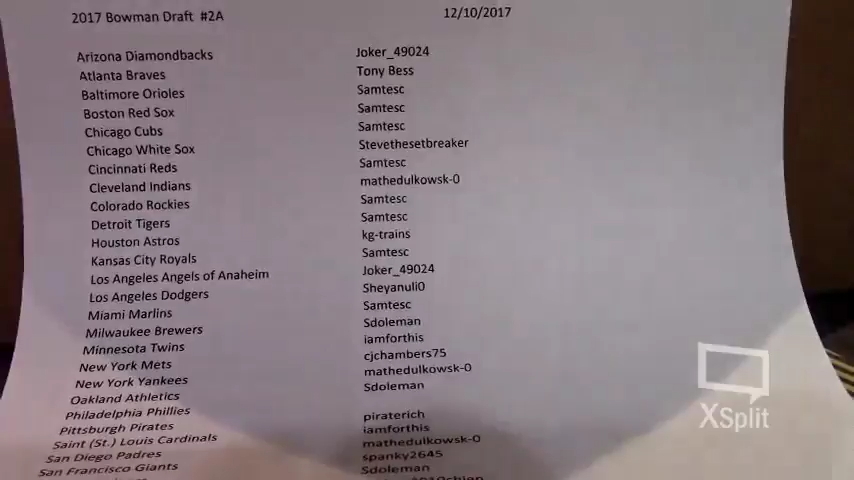 2017 Bowman Draft #2A 12/10/2017
Arizona Diamondbacks Joker_49024
Atlanta Braves Tony Bess
Baltimore Orioles Samtesc
Boston Red Sox Samtesc
Chicago Cubs Samtesc
Chicago White Sox Stevethesetbreaker
Cincinnati Reds Samtesc
Cleveland Indians mathedulkowsk-0
Colorado Rockies Samtesc
Detroit Tigers Samtesc
Houston Astros kg-trains
Kansas City Royals Samtesc
Los Angeles Angels of Anaheim Joker_49024
Los Angeles Dodgers Sheyanuli0
Miami Marlins Samtesc
Milwaukee Brewers Sdoleman
Minnesota Twins iamforthis
New York Mets cjchambers75
New York Yankees mathedulkowsk-0
Oakland Athletics Sdoleman
Philadelphia Phillies
Pittsburgh Pirates piraterich
Saint (St.) Louis Cardinals iamforthis
San Diego Padres mathedulkowsk-0
San Francisco Giants spanky2645
Sdoleman
XSplit